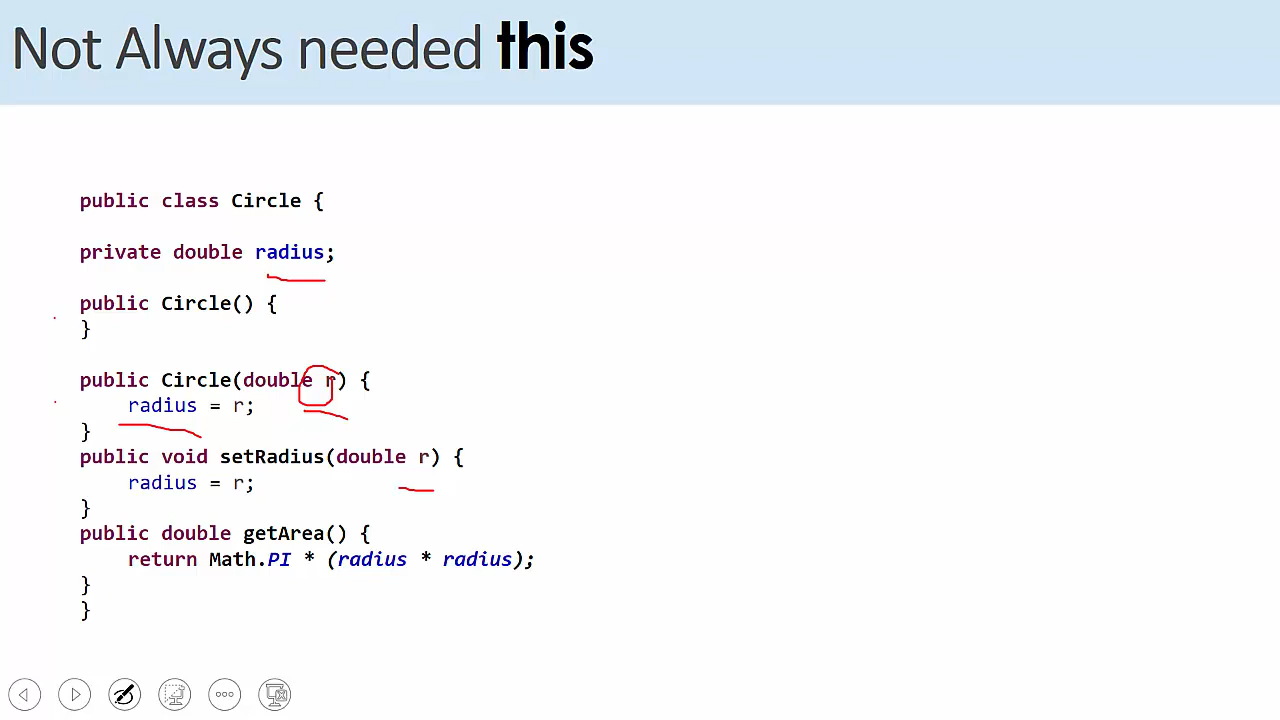 Not Always needed this
public class Circle {
private double radius;
public Circle() {
}
public Circle(double r) {
radius = r;
}
public void setRadius(double r) {
radius = r;
}
public double getArea() {
return Math.PI * (radius * radius);
}
}